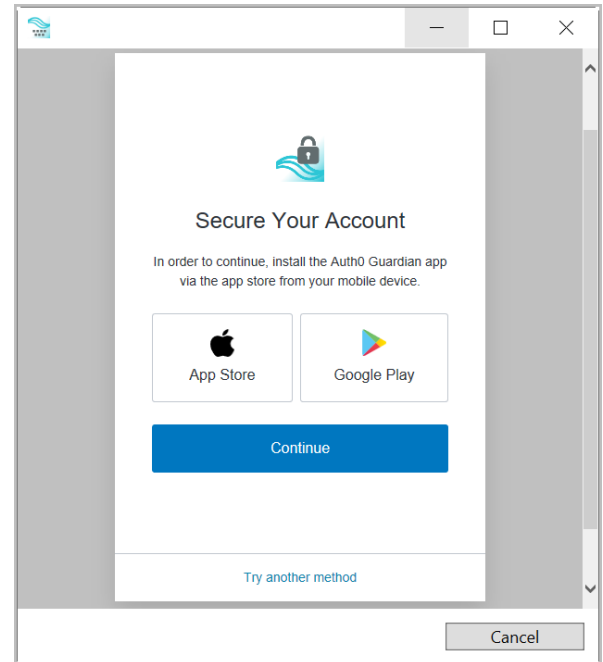 Secure Your Account
In order to continue, install the Auth0 Guardian app
via the app store from your mobile device.
App Store
Google Play
Continue
Try another method
Cancel